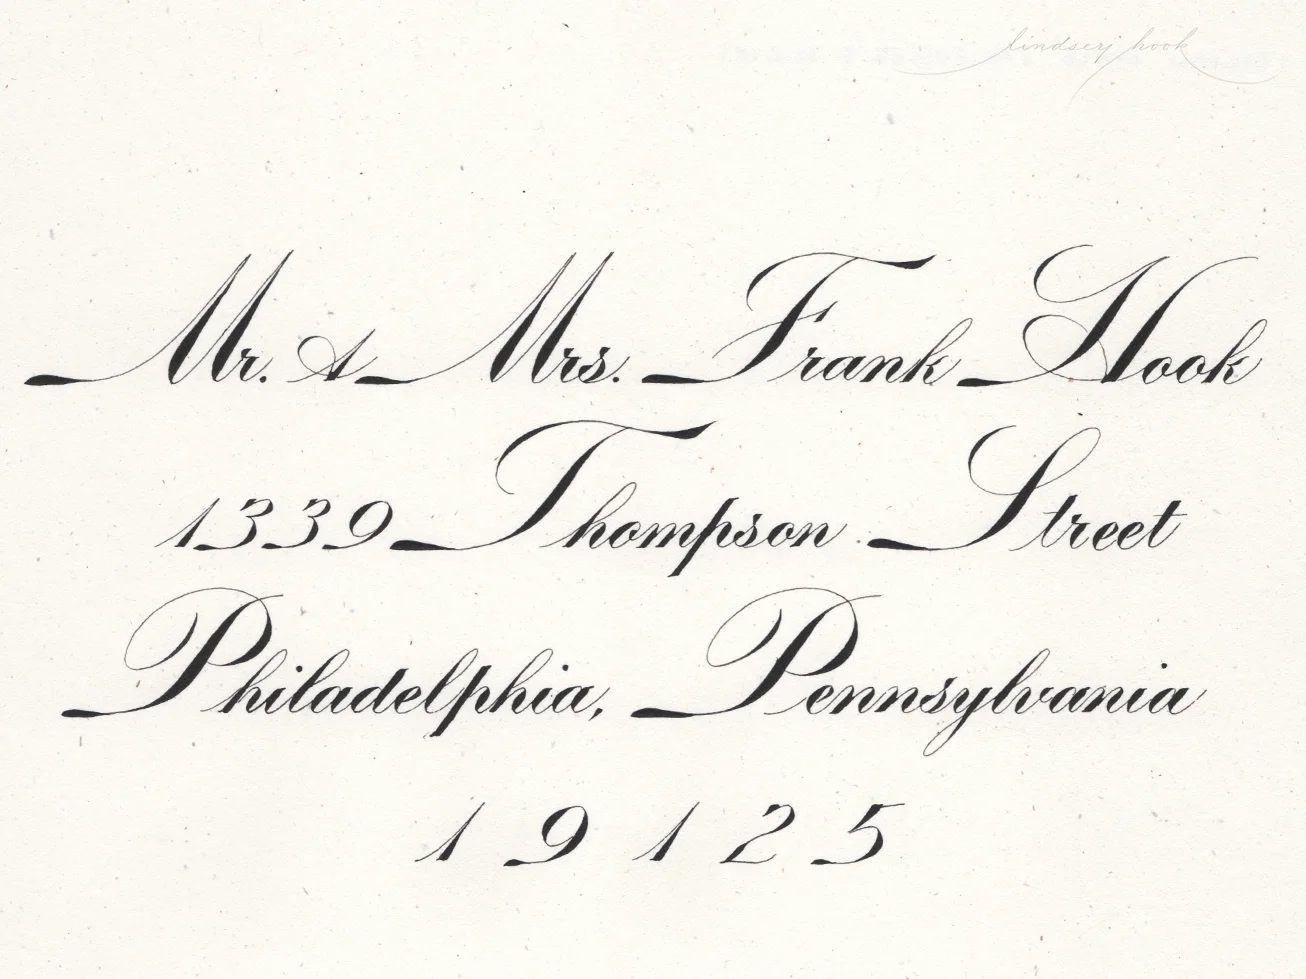 lindsey hook
Mr. & Mrs. Frank Hook
1339 Thompson Street
Philadelphia, Pennsylvania
19125